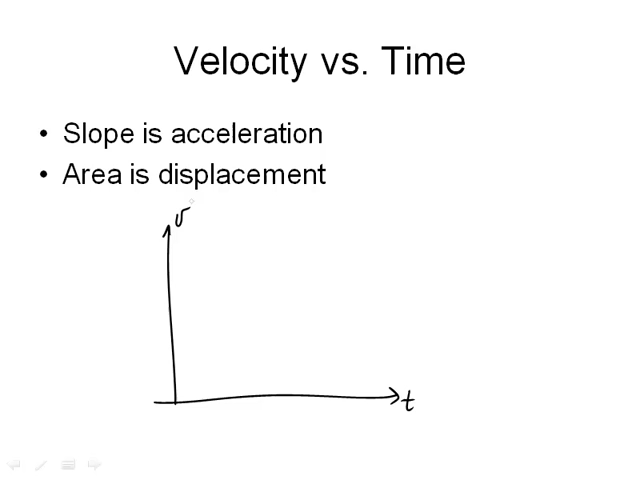 Velocity vs. Time
• Slope is acceleration
• Area is displacement
v
t